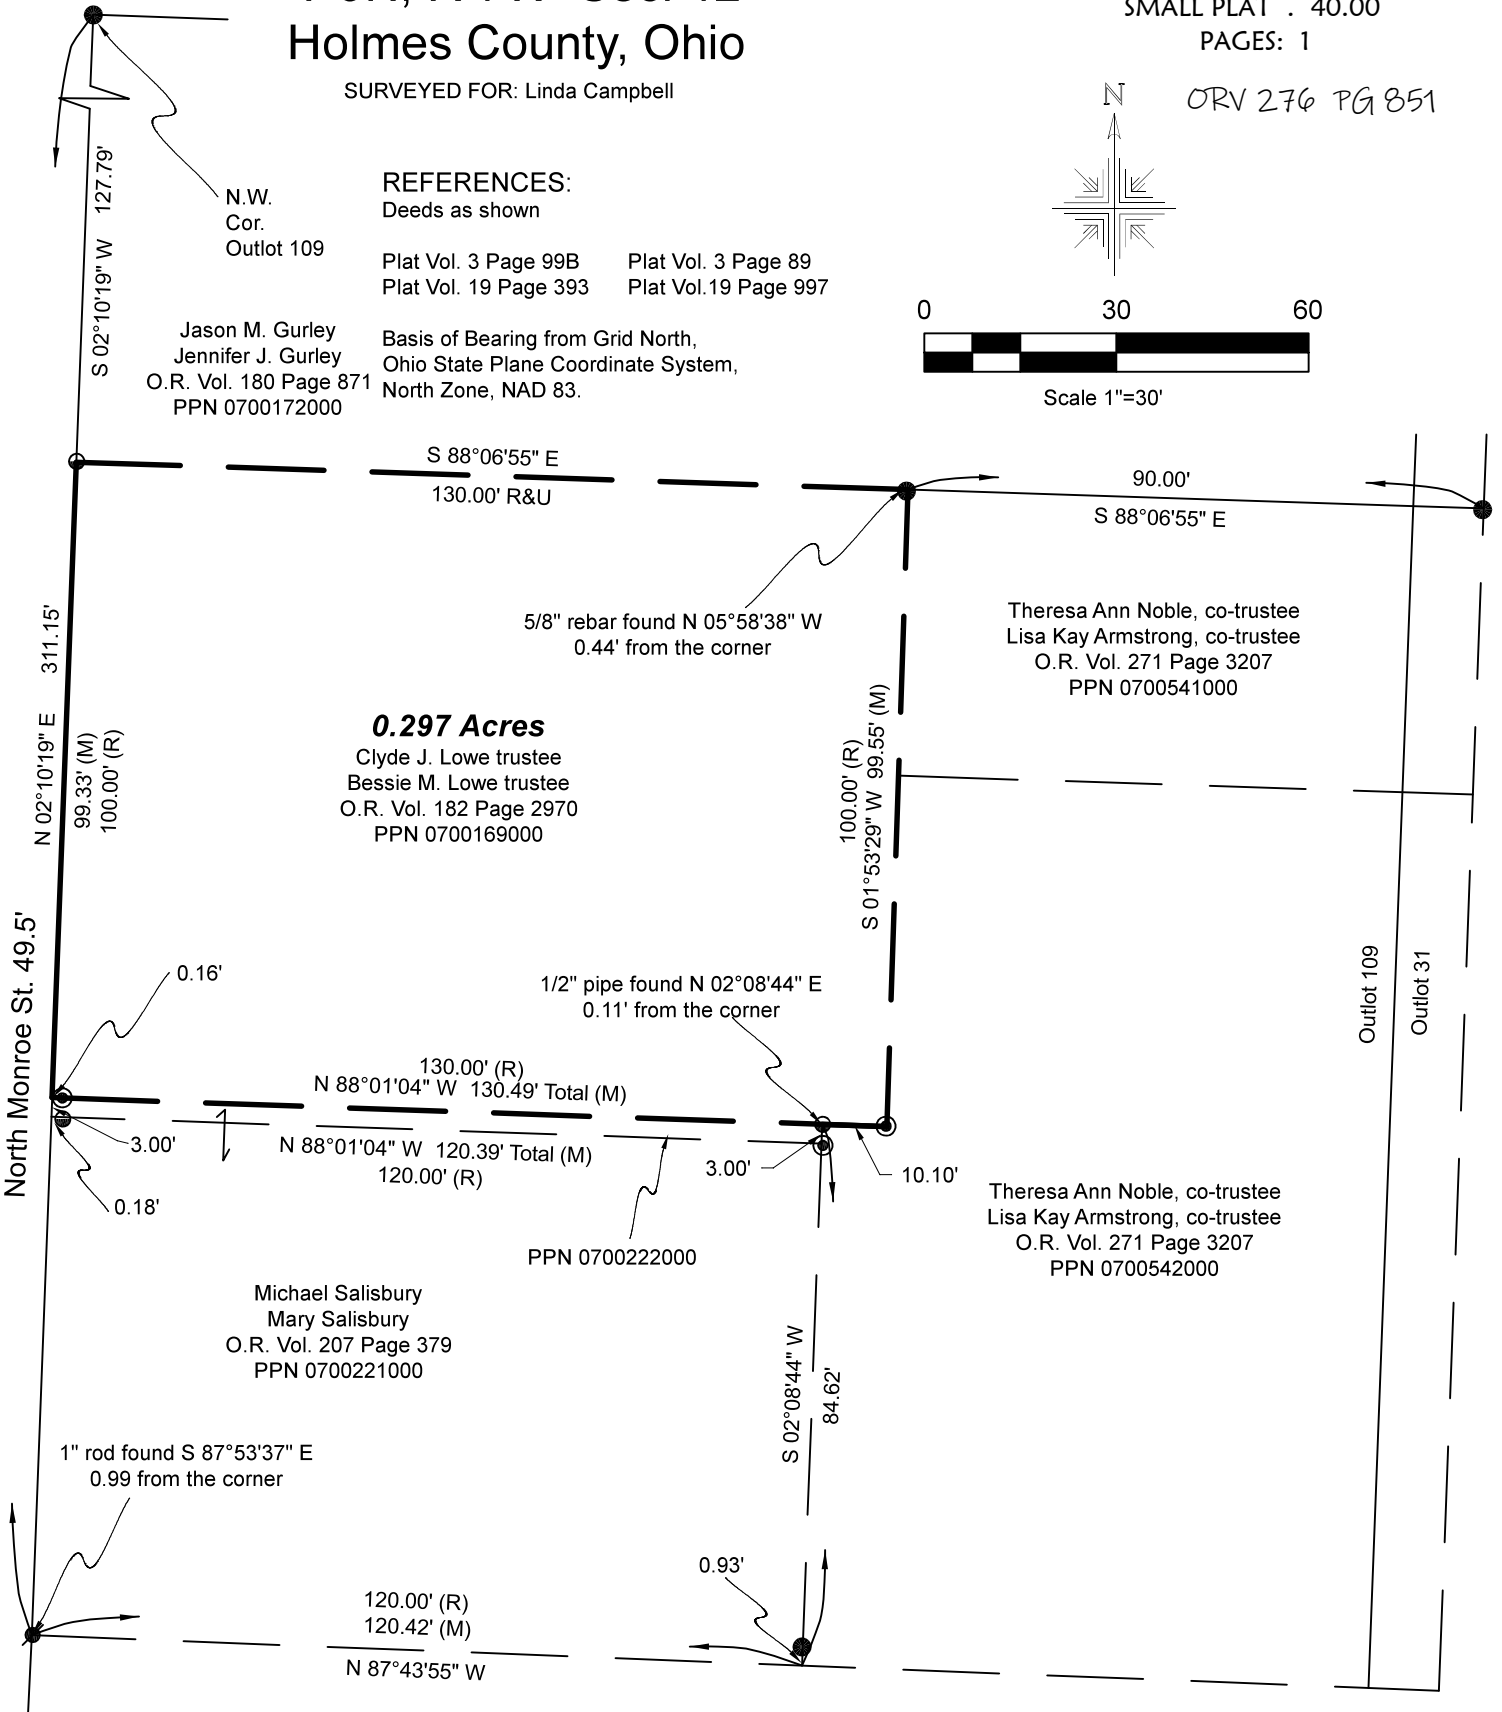 Holmes County, Ohio
SURVEYED FOR: Linda Campbell
SMALL PLAT : 40.00
PAGES: 1
ORV 276 PG 851
N
N.W.
Cor.
Outlot 109
REFERENCES:
Deeds as shown
Plat Vol. 3 Page 99B Plat Vol. 3 Page 89
Plat Vol. 19 Page 393 Plat Vol.19 Page 997
Basis of Bearing from Grid North,
Ohio State Plane Coordinate System,
North Zone, NAD 83.
0 30 60
Scale 1"=30'
S 02°10'19" W 127.79'
Jason M. Gurley
Jennifer J. Gurley
O.R. Vol. 180 Page 871
PPN 0700172000
S 88°06'55" E
130.00' R&U
90.00'
S 88°06'55" E
5/8" rebar found N 05°58'38" W
0.44' from the corner
Theresa Ann Noble, co-trustee
Lisa Kay Armstrong, co-trustee
O.R. Vol. 271 Page 3207
PPN 0700541000
N 02°10'19" E 311.15'
99.33' (M)
100.00' (R)
0.297 Acres
Clyde J. Lowe trustee
Bessie M. Lowe trustee
O.R. Vol. 182 Page 2970
PPN 0700169000
100.00' (R)
S 01°53'29" W 99.55' (M)
Outlot 109
Outlot 31
North Monroe St. 49.5'
0.16'
1/2" pipe found N 02°08'44" E
0.11' from the corner
130.00' (R)
N 88°01'04" W 130.49' Total (M)
3.00'
N 88°01'04" W 120.39' Total (M)
120.00' (R)
3.00'
10.10'
0.18'
PPN 0700222000
Theresa Ann Noble, co-trustee
Lisa Kay Armstrong, co-trustee
O.R. Vol. 271 Page 3207
PPN 0700542000
Michael Salisbury
Mary Salisbury
O.R. Vol. 207 Page 379
PPN 0700221000
S 02°08'44" W
84.62'
1" rod found S 87°53'37" E
0.99 from the corner
0.93'
120.00' (R)
120.42' (M)
N 87°43'55" W